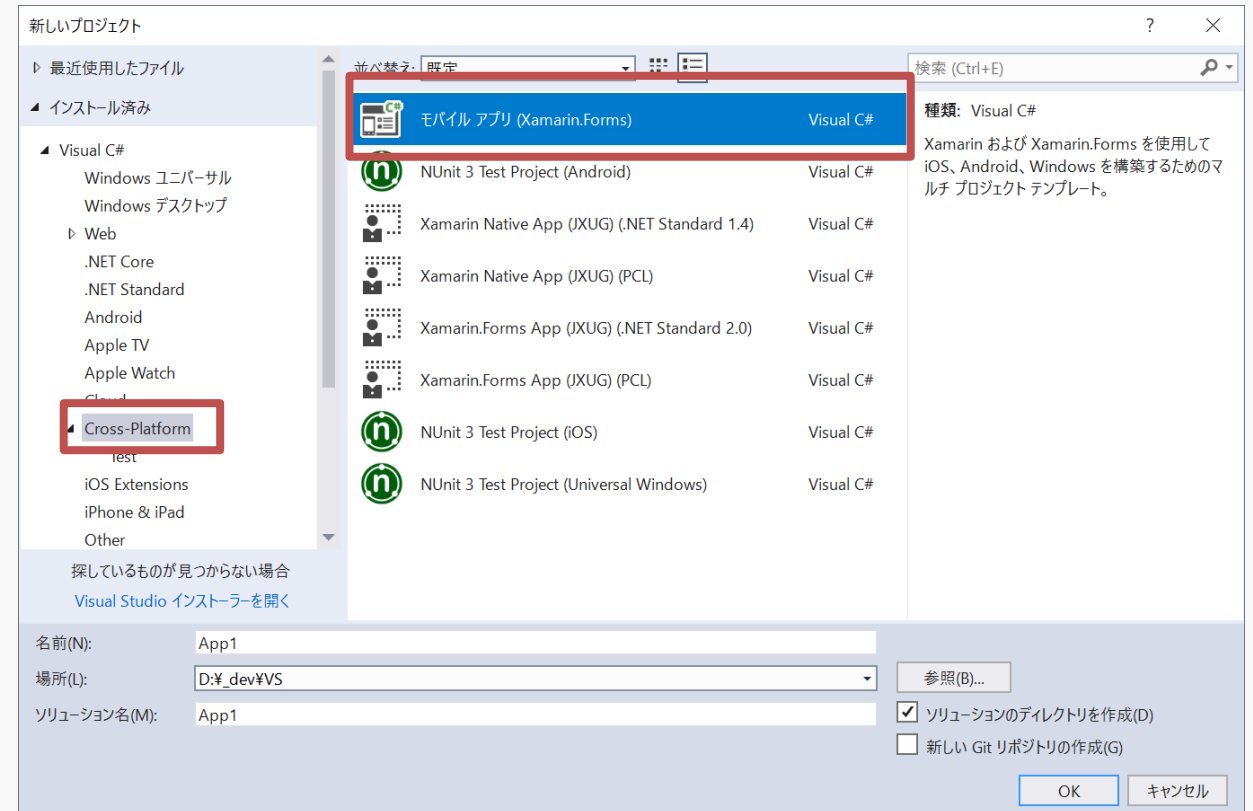 新しいプロジェクト
?
最近使用したファイル
インストール済み
Visual C#
Windows ユニバーサル
Windows デスクトップ
Web
.NET Core
.NET Standard
Android
Apple TV
Apple Watch
Cloud
Cross-Platform
Test
iOS Extensions
iPhone & iPad
Other
探しているものが見つからない場合
Visual Studio インストーラーを開く
並べ替え: 既定
モバイル アプリ (Xamarin.Forms) Visual C#
NUnit 3 Test Project (Android) Visual C#
Xamarin Native App (JXUG) (.NET Standard 1.4) Visual C#
Xamarin Native App (JXUG) (PCL) Visual C#
Xamarin.Forms App (JXUG) (.NET Standard 2.0) Visual C#
Xamarin.Forms App (JXUG) (PCL) Visual C#
NUnit 3 Test Project (iOS) Visual C#
NUnit 3 Test Project (Universal Windows) Visual C#
検索 (Ctrl+E)
種類: Visual C#
Xamarin および Xamarin.Forms を使用して
iOS、Android、Windows を構築するためのマ
ルチ プロジェクト テンプレート。
名前(N): App1
場所(L): D:¥_dev¥VS 参照(B)...
ソリューション名(M): App1
ソリューションのディレクトリを作成(D)
新しい Git リポジトリの作成(G)
OK キャンセル